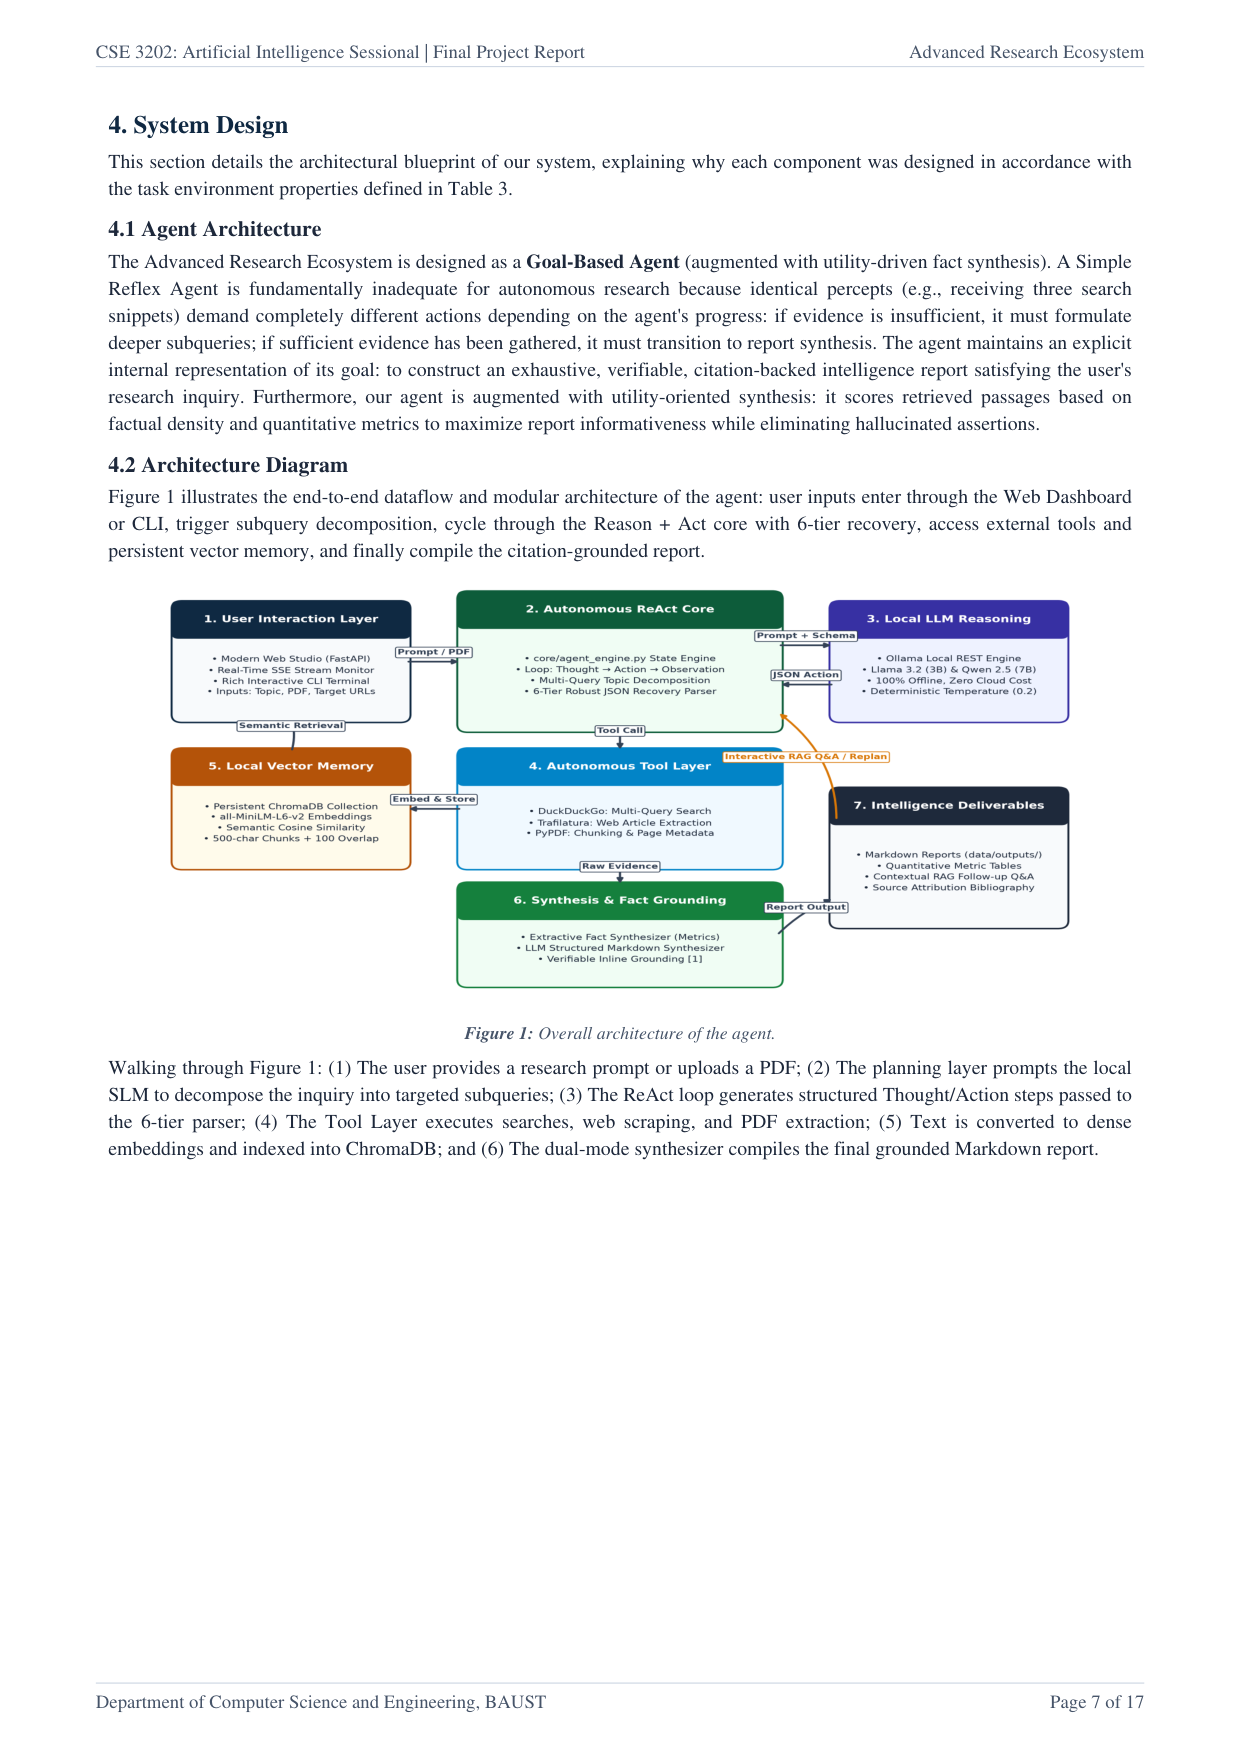 CSE 3202: Artificial Intelligence Sessional | Final Project Report
Advanced Research Ecosystem
4. System Design
This section details the architectural blueprint of our system, explaining why each component was designed in accordance with
the task environment properties defined in Table 3.
4.1 Agent Architecture
The Advanced Research Ecosystem is designed as a Goal-Based Agent (augmented with utility-driven fact synthesis). A Simple
Reflex Agent is fundamentally inadequate for autonomous research because identical percepts (e.g., receiving three search
snippets) demand completely different actions depending on the agent's progress: if evidence is insufficient, it must formulate
deeper subqueries; if sufficient evidence has been gathered, it must transition to report synthesis. The agent maintains an explicit
internal representation of its goal: to construct an exhaustive, verifiable, citation-backed intelligence report satisfying the user's
research inquiry. Furthermore, our agent is augmented with utility-oriented synthesis: it scores retrieved passages based on
factual density and quantitative metrics to maximize report informativeness while eliminating hallucinated assertions.
4.2 Architecture Diagram
Figure 1 illustrates the end-to-end dataflow and modular architecture of the agent: user inputs enter through the Web Dashboard
or CLI, trigger subquery decomposition, cycle through the Reason + Act core with 6-tier recovery, access external tools and
persistent vector memory, and finally compile the citation-grounded report.
1. User Interaction Layer
• Modern Web Studio (FastAPI)
• Real-Time SSE Stream Monitor
• Rich Interactive CLI Terminal
• Inputs: Topic, PDF, Target URLs
Prompt / PDF
2. Autonomous ReAct Core
• core/agent_engine.py State Engine
• Loop: Thought → Action → Observation
• Multi-Query Topic Decomposition
• 6-Tier Robust JSON Recovery Parser
Prompt + Schema
JSON Action
3. Local LLM Reasoning
• Ollama Local REST Engine
• Llama 3.2 (3B) & Qwen 2.5 (7B)
• 100% Offline, Zero Cloud Cost
• Deterministic Temperature (0.2)
Semantic Retrieval
Tool Call
Interactive RAG Q&A / Replan
5. Local Vector Memory
• Persistent ChromaDB Collection
• all-MiniLM-L6-v2 Embeddings
• Semantic Cosine Similarity
• 500-char Chunks + 100 Overlap
Embed & Store
4. Autonomous Tool Layer
• DuckDuckGo: Multi-Query Search
• Trafilatura: Web Article Extraction
• PyPDF: Chunking & Page Metadata
Raw Evidence
7. Intelligence Deliverables
• Markdown Reports (data/outputs/)
• Quantitative Metric Tables
• Contextual RAG Follow-up Q&A
• Source Attribution Bibliography
6. Synthesis & Fact Grounding
• Extractive Fact Synthesizer (Metrics)
• LLM Structured Markdown Synthesizer
• Verifiable Inline Grounding [1]
Report Output
Figure 1: Overall architecture of the agent.
Walking through Figure 1: (1) The user provides a research prompt or uploads a PDF; (2) The planning layer prompts the local
SLM to decompose the inquiry into targeted subqueries; (3) The ReAct loop generates structured Thought/Action steps passed to
the 6-tier parser; (4) The Tool Layer executes searches, web scraping, and PDF extraction; (5) Text is converted to dense
embeddings and indexed into ChromaDB; and (6) The dual-mode synthesizer compiles the final grounded Markdown report.
Department of Computer Science and Engineering, BAUST
Page 7 of 17